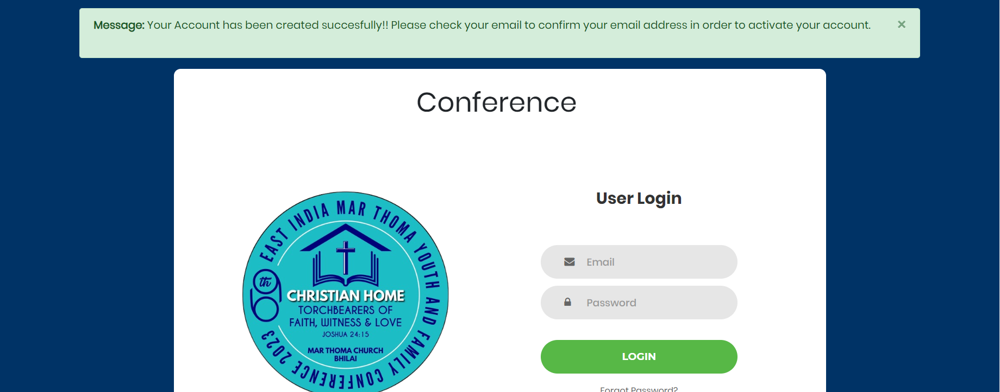 Message: Your Account has been created succesfully!! Please check your email to confirm your email address in order to activate your account. ×
Conference
EAST INDIA MAR THOMA YOUTH AND FAMILY CONFERENCE 2023
60th
CHRISTIAN HOME
TORCHBEARERS OF
FAITH, WITNESS & LOVE
JOSHUA 24:15
MAR THOMA CHURCH
BHILAI
User Login
Email
Password
LOGIN
Forgot Password?